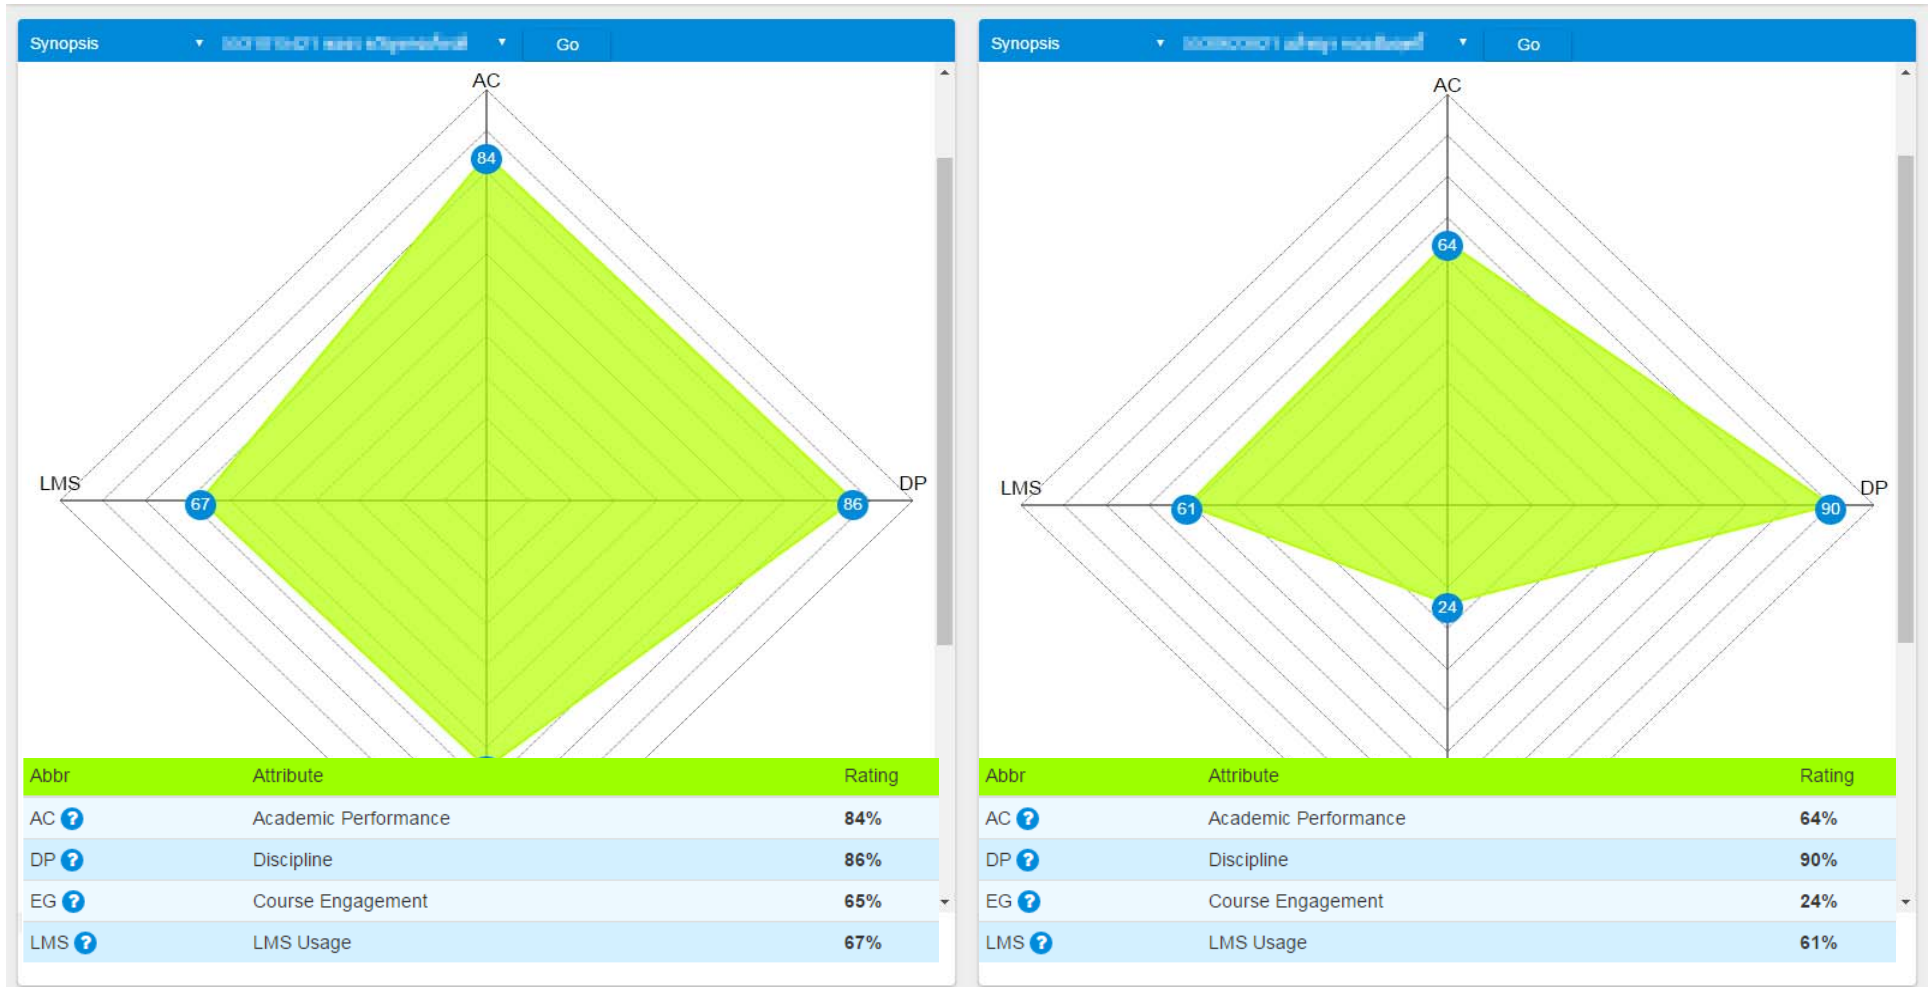 Synopsis Go
AC
84
LMS
DP
67
86
Abbr Attribute Rating
AC ? Academic Performance 84%
DP ? Discipline 86%
EG ? Course Engagement 65%
LMS ? LMS Usage 67%
Synopsis Go
AC
64
LMS
DP
61
90
24
Abbr Attribute Rating
AC ? Academic Performance 64%
DP ? Discipline 90%
EG ? Course Engagement 24%
LMS ? LMS Usage 61%